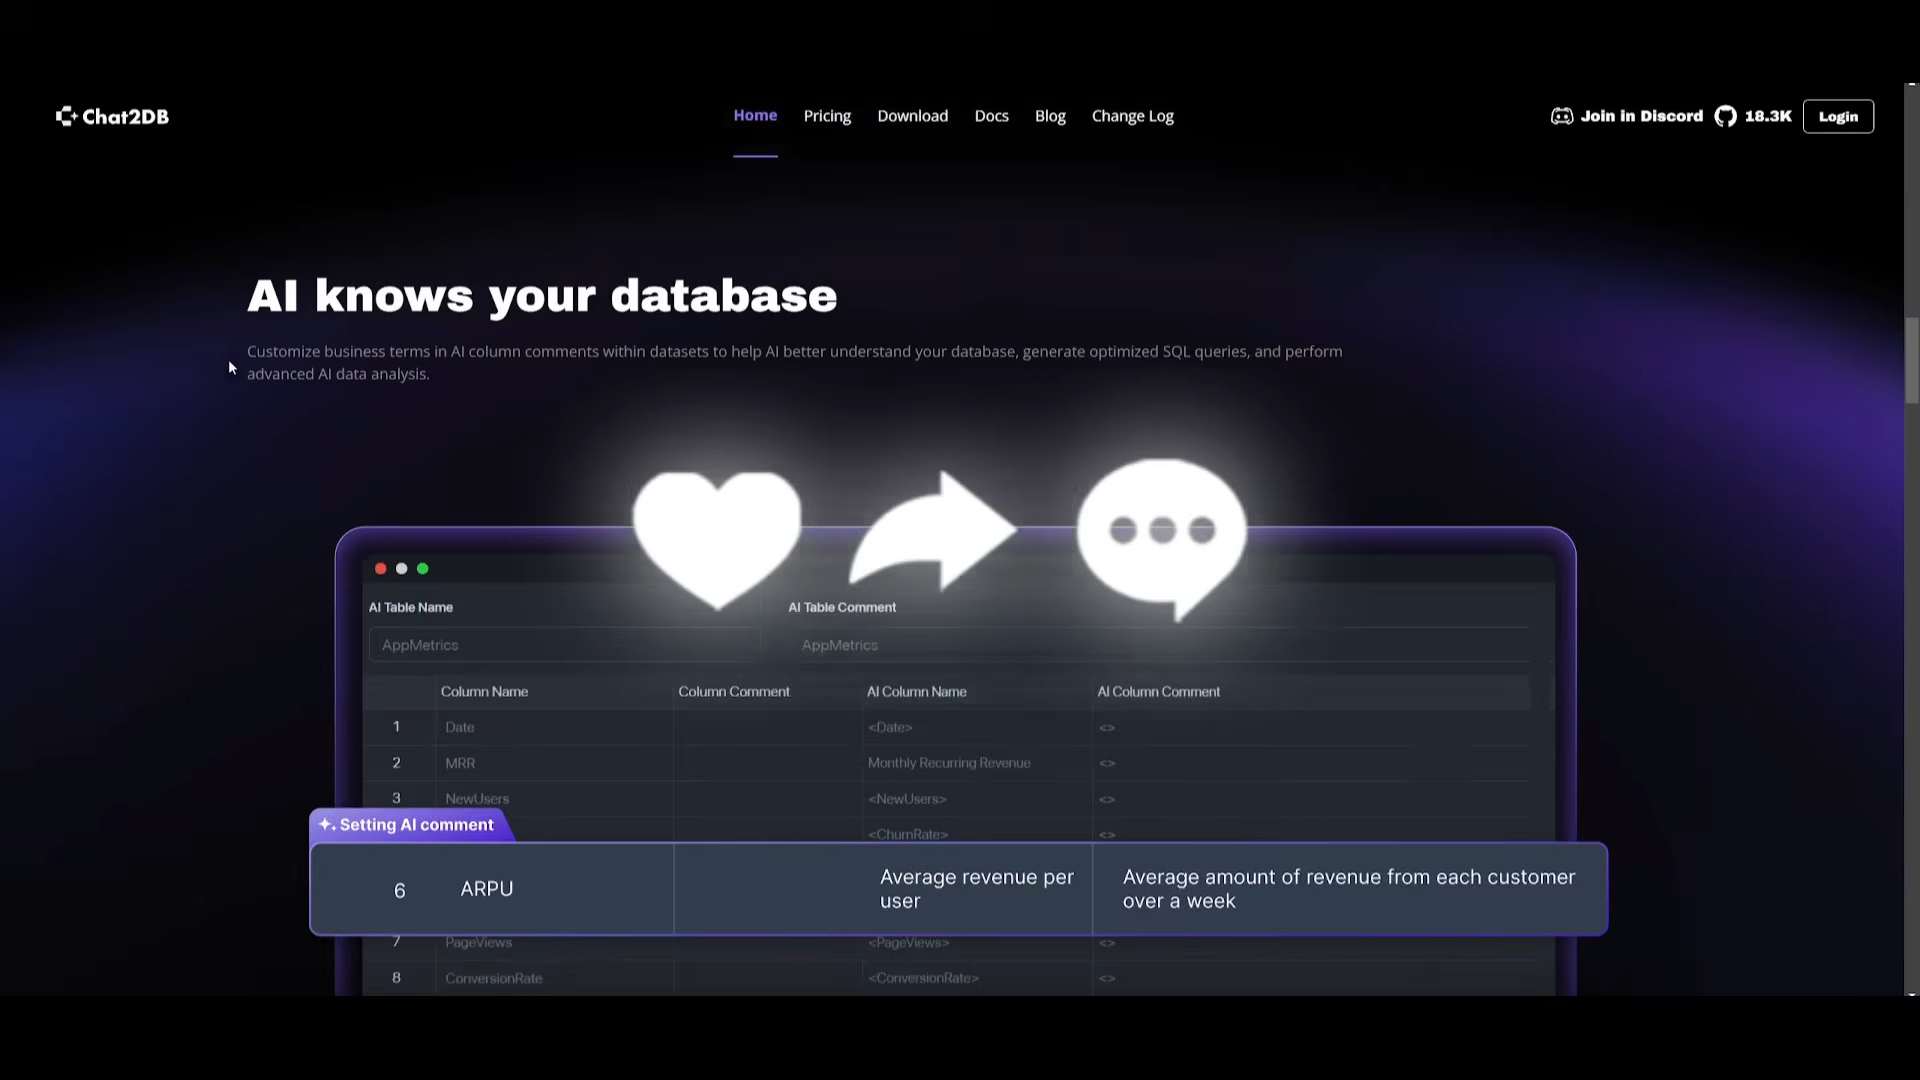 Chat2DB
Home Pricing Download Docs Blog Change Log
Join in Discord 18.3K Login
AI knows your database
Customize business terms in AI column comments within datasets to help AI better understand your database, generate optimized SQL queries, and perform
advanced AI data analysis.
AI Table Name AI Table Comment
AppMetrics AppMetrics
Column Name Column Comment AI Column Name AI Column Comment
1 Date <Date> <>
2 MRR Monthly Recurring Revenue <>
3 NewUsers <NewUsers> <>
<ChurnRate> <>
Setting AI comment
6 ARPU Average revenue per Average amount of revenue from each customer
user over a week
7 PageViews <PageViews> <>
8 ConversionRate <ConversionRate> <>